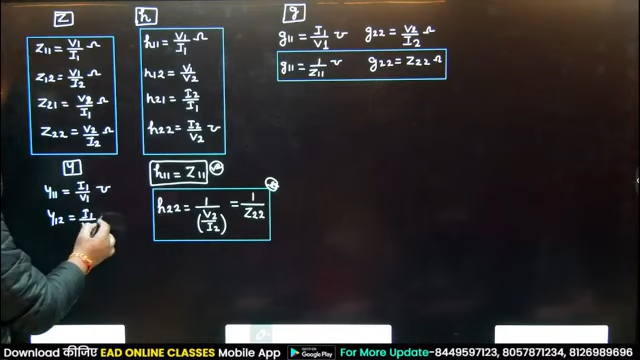 Z
Z11 = V1/I1 Ω
Z12 = V1/I2 Ω
Z21 = V2/I1 Ω
Z22 = V2/I2 Ω
h
h11 = V1/I1 Ω
h12 = V1/V2
h21 = I2/I1
h22 = I2/V2 ʊ
g
g11 = I1/V1 ʊ g22 = V2/I2
g11 = 1/Z11 ʊ g22 = Z22 Ω
y
y11 = I1/V1 ʊ
y12 = I1
h11 = Z11
h22 = 1/(V2/I2) = 1/Z22
Download कीजिए EAD ONLINE CLASSES Mobile App GET IT ON Google Play For More Update-8449597123, 8057871234, 8126989696